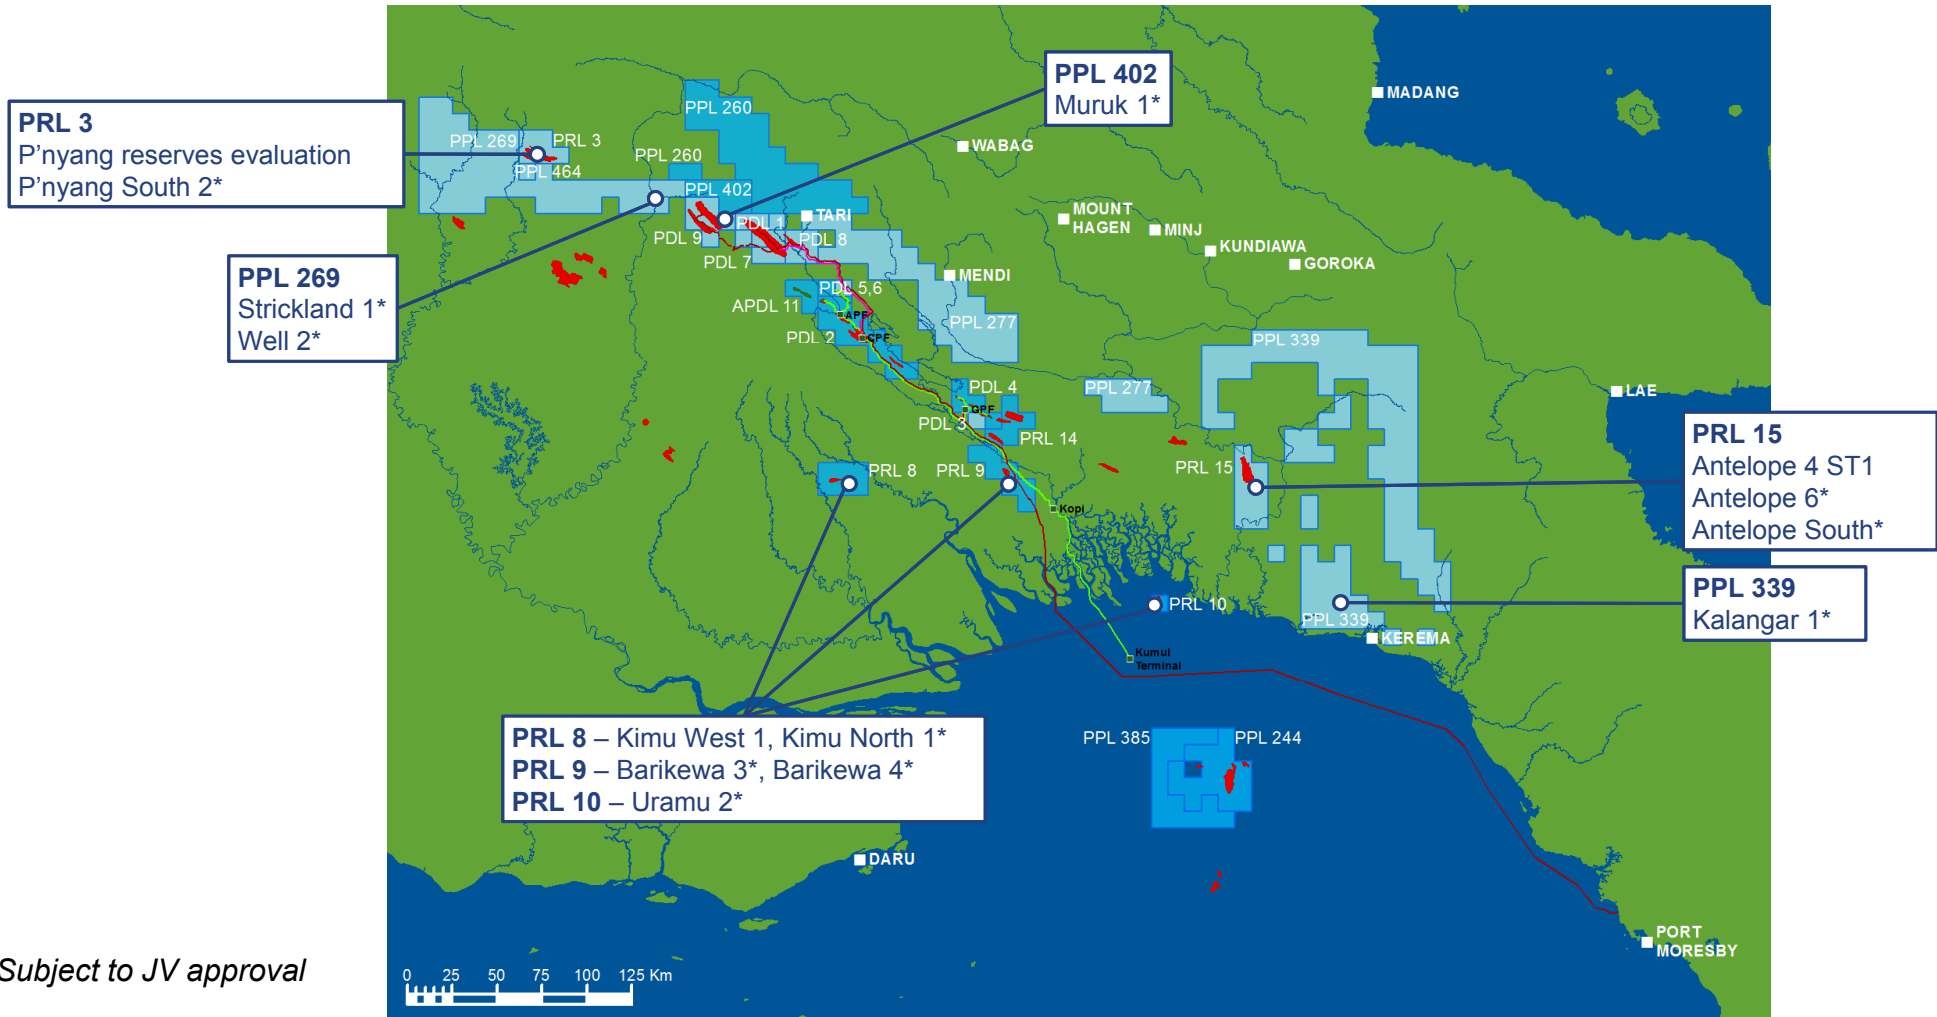 PRL 3
P'nyang reserves evaluation
P'nyang South 2*
PPL 269
Strickland 1*
Well 2*
PPL 402
Muruk 1*
PRL 15
Antelope 4 ST1
Antelope 6*
Antelope South*
PPL 339
Kalangar 1*
PRL 8 – Kimu West 1, Kimu North 1*
PRL 9 – Barikewa 3*, Barikewa 4*
PRL 10 – Uramu 2*
PPL 260
PPL 269
PRL 3
PPL 464
PPL 260
PPL 402
PDL 1
PDL 9
PDL 7
PDL 8
PDL 5,6
APDL 11
APF
PDL 2
CPF
PPL 277
PPL 277
PPL 339
PDL 4
GPF
PDL 3
PRL 14
PRL 8
PRL 9
PRL 15
Kopi
PRL 10
PPL 339
Kumul
Terminal
PPL 385
PPL 244
MADANG
WABAG
TARI
MOUNT
HAGEN
MINJ
KUNDIAWA
GOROKA
MENDI
LAE
KEREMA
DARU
PORT
MORESBY
Subject to JV approval
0 25 50 75 100 125 Km